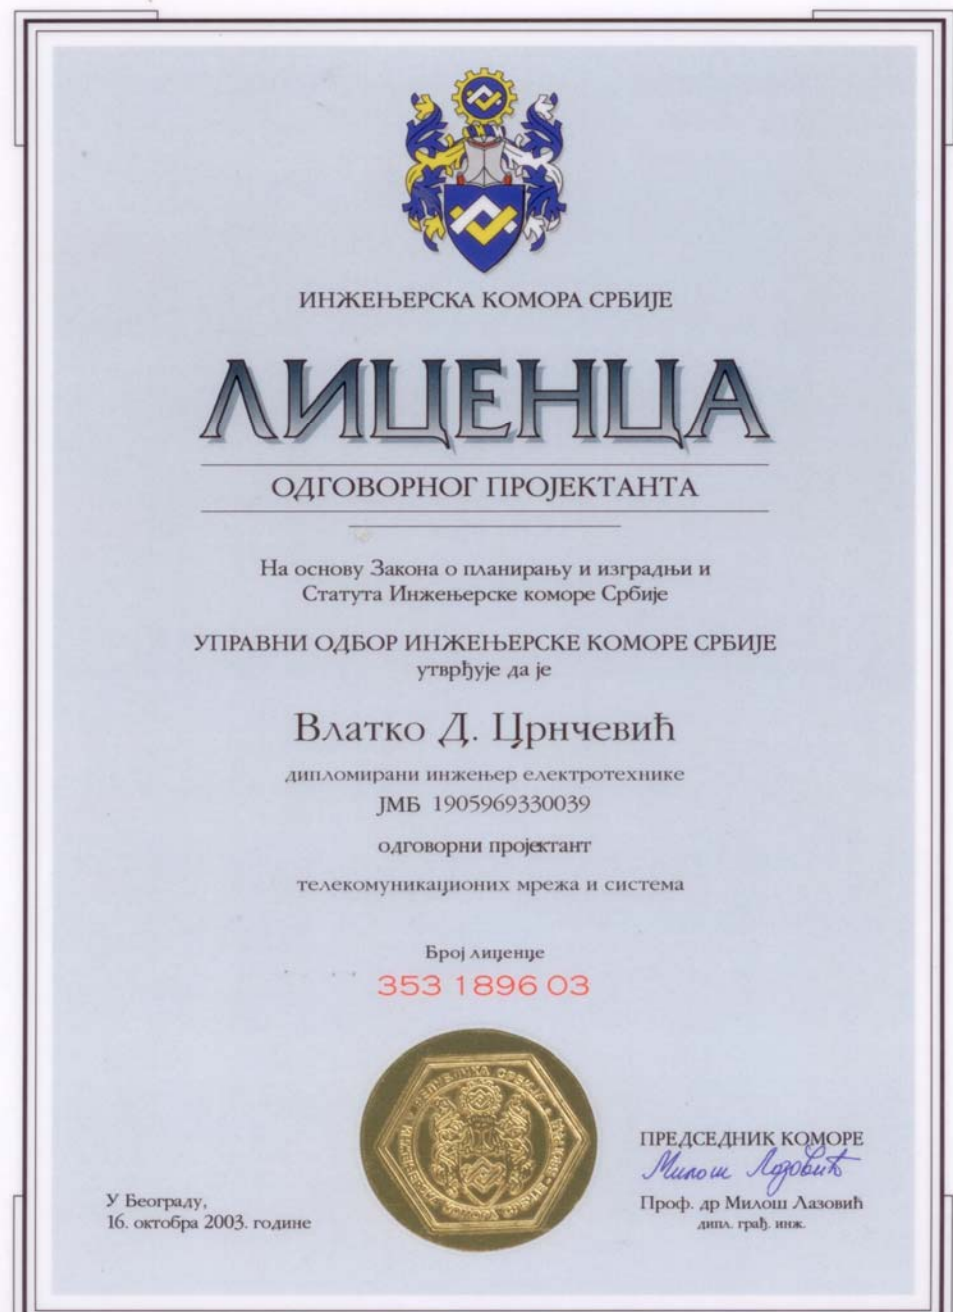 ИНЖЕЊЕРСКА КОМОРА СРБИЈЕ
ЛИЦЕНЦА
ОДГОВОРНОГ ПРОЈЕКТАНТА
На основу Закона о планирању и изградњи и
Статута Инжењерске коморе Србије
УПРАВНИ ОДБОР ИНЖЕЊЕРСКЕ КОМОРЕ СРБИЈЕ
утврђује да је
Влатко Д. Црнчевић
дипломирани инжењер електротехнике
ЈМБ 1905969330039
одговорни пројектант
телекомуникационих мрежа и система
Број лиценце
353 1896 03
ПРЕДСЕДНИК КОМОРЕ
Милош Лазовић
Проф. др Милош Лазовић
дипл. грађ. инж.
У Београду,
16. октобра 2003. године